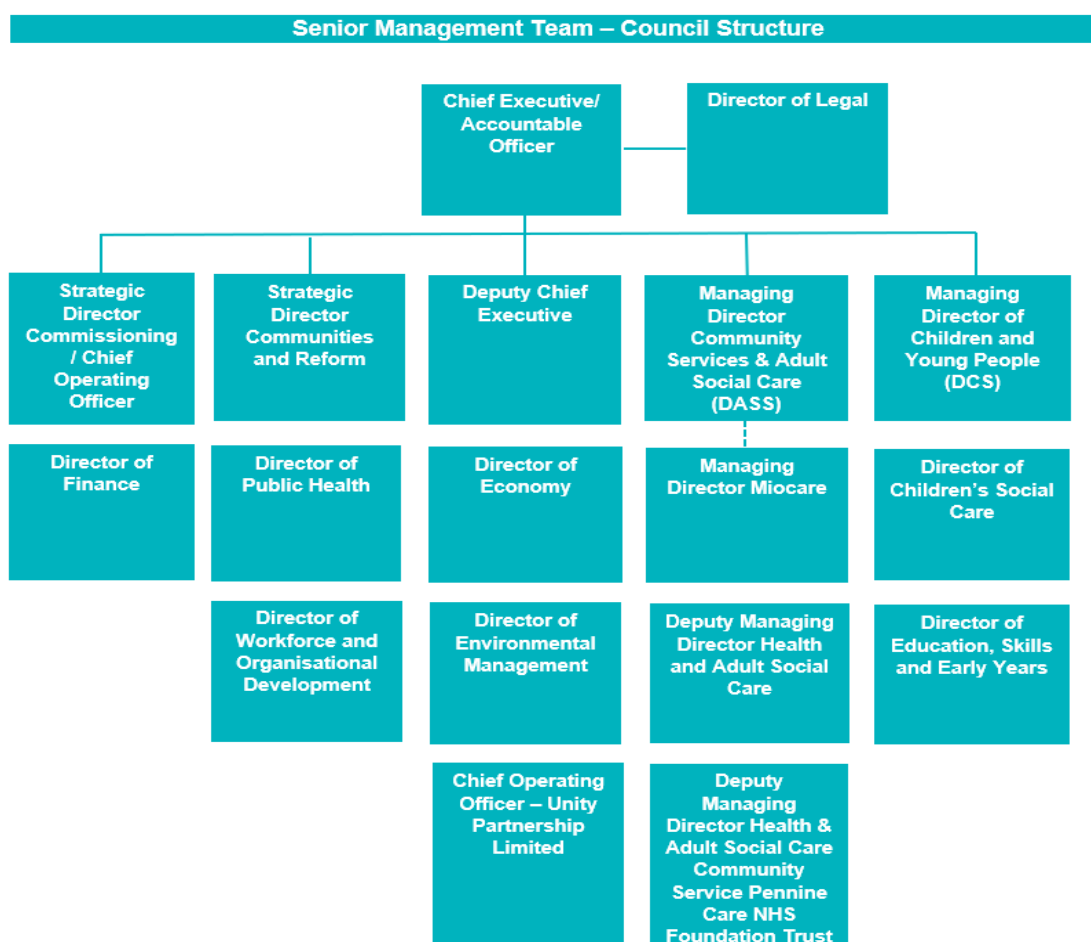 Senior Management Team – Council Structure
Chief Executive/
Accountable
Officer
Director of Legal
Strategic
Director
Commissioning
/ Chief
Operating
Officer
Strategic
Director
Communities
and Reform
Deputy Chief
Executive
Managing
Director
Community
Services & Adult
Social Care
(DASS)
Managing
Director of
Children and
Young People
(DCS)
Director of
Finance
Director of
Public Health
Director of
Economy
Managing
Director Miocare
Director of
Children’s Social
Care
Director of
Workforce and
Organisational
Development
Director of
Environmental
Management
Deputy Managing
Director Health
and Adult Social
Care
Director of
Education, Skills
and Early Years
Chief Operating
Officer – Unity
Partnership
Limited
Deputy
Managing
Director Health &
Adult Social Care
Community
Service Pennine
Care NHS
Foundation Trust